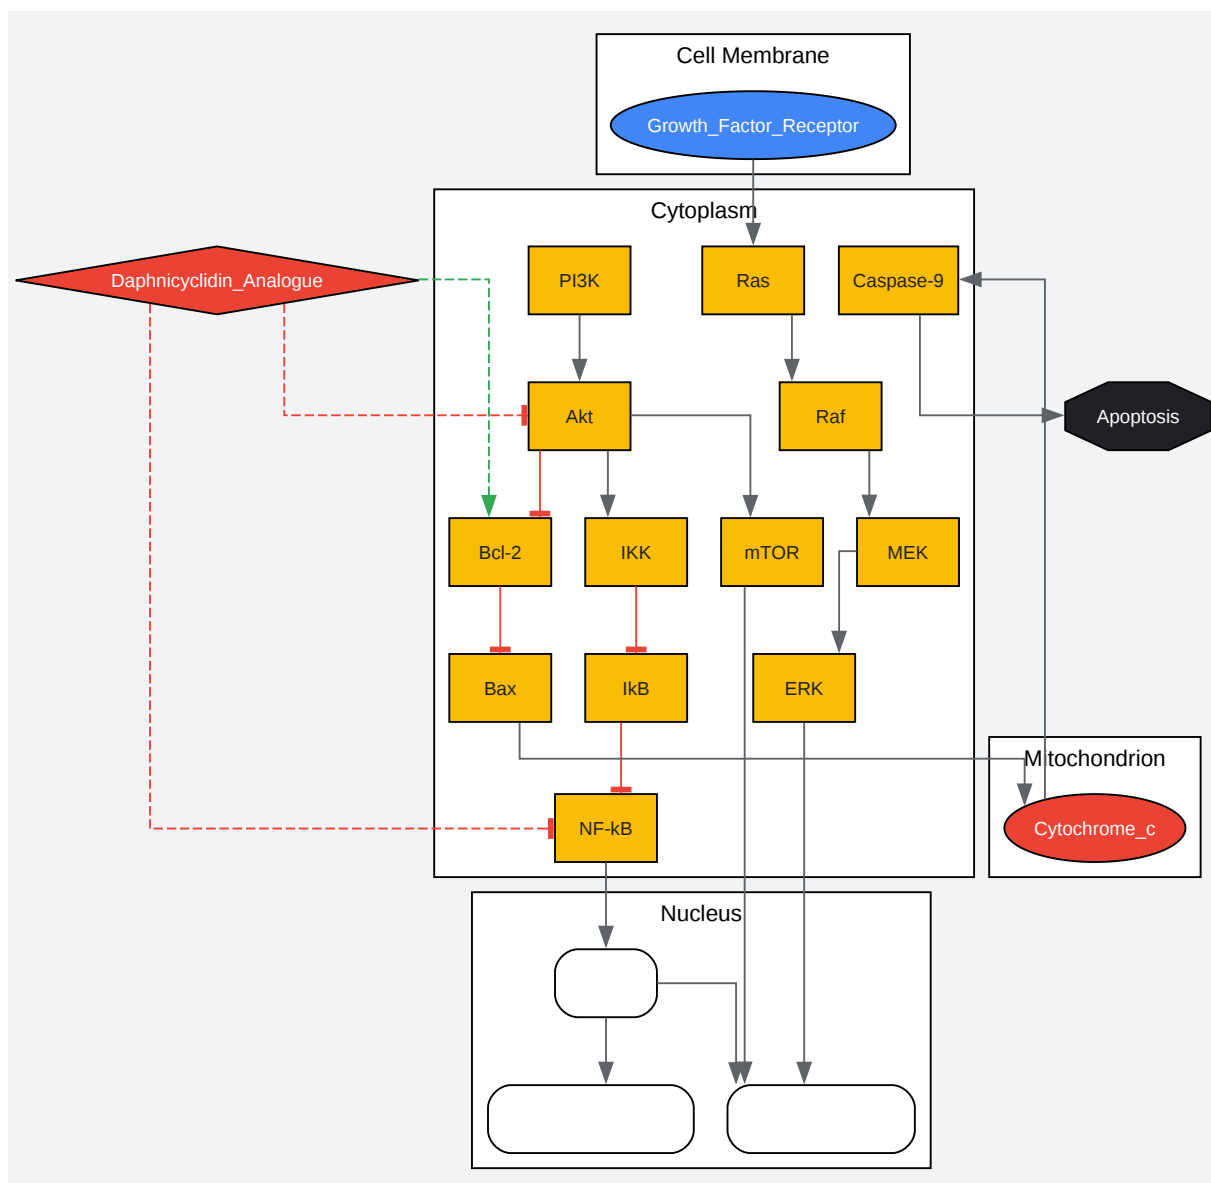 Cell Membrane
Growth_Factor_Receptor
Cytoplasm
Daphnicyclidin_Analogue
PI3K
Ras
Caspase-9
Akt
Raf
Apoptosis
Bcl-2
IKK
mTOR
MEK
Bax
IkB
ERK
Mitochondrion
NF-kB
Cytochrome_c
Nucleus